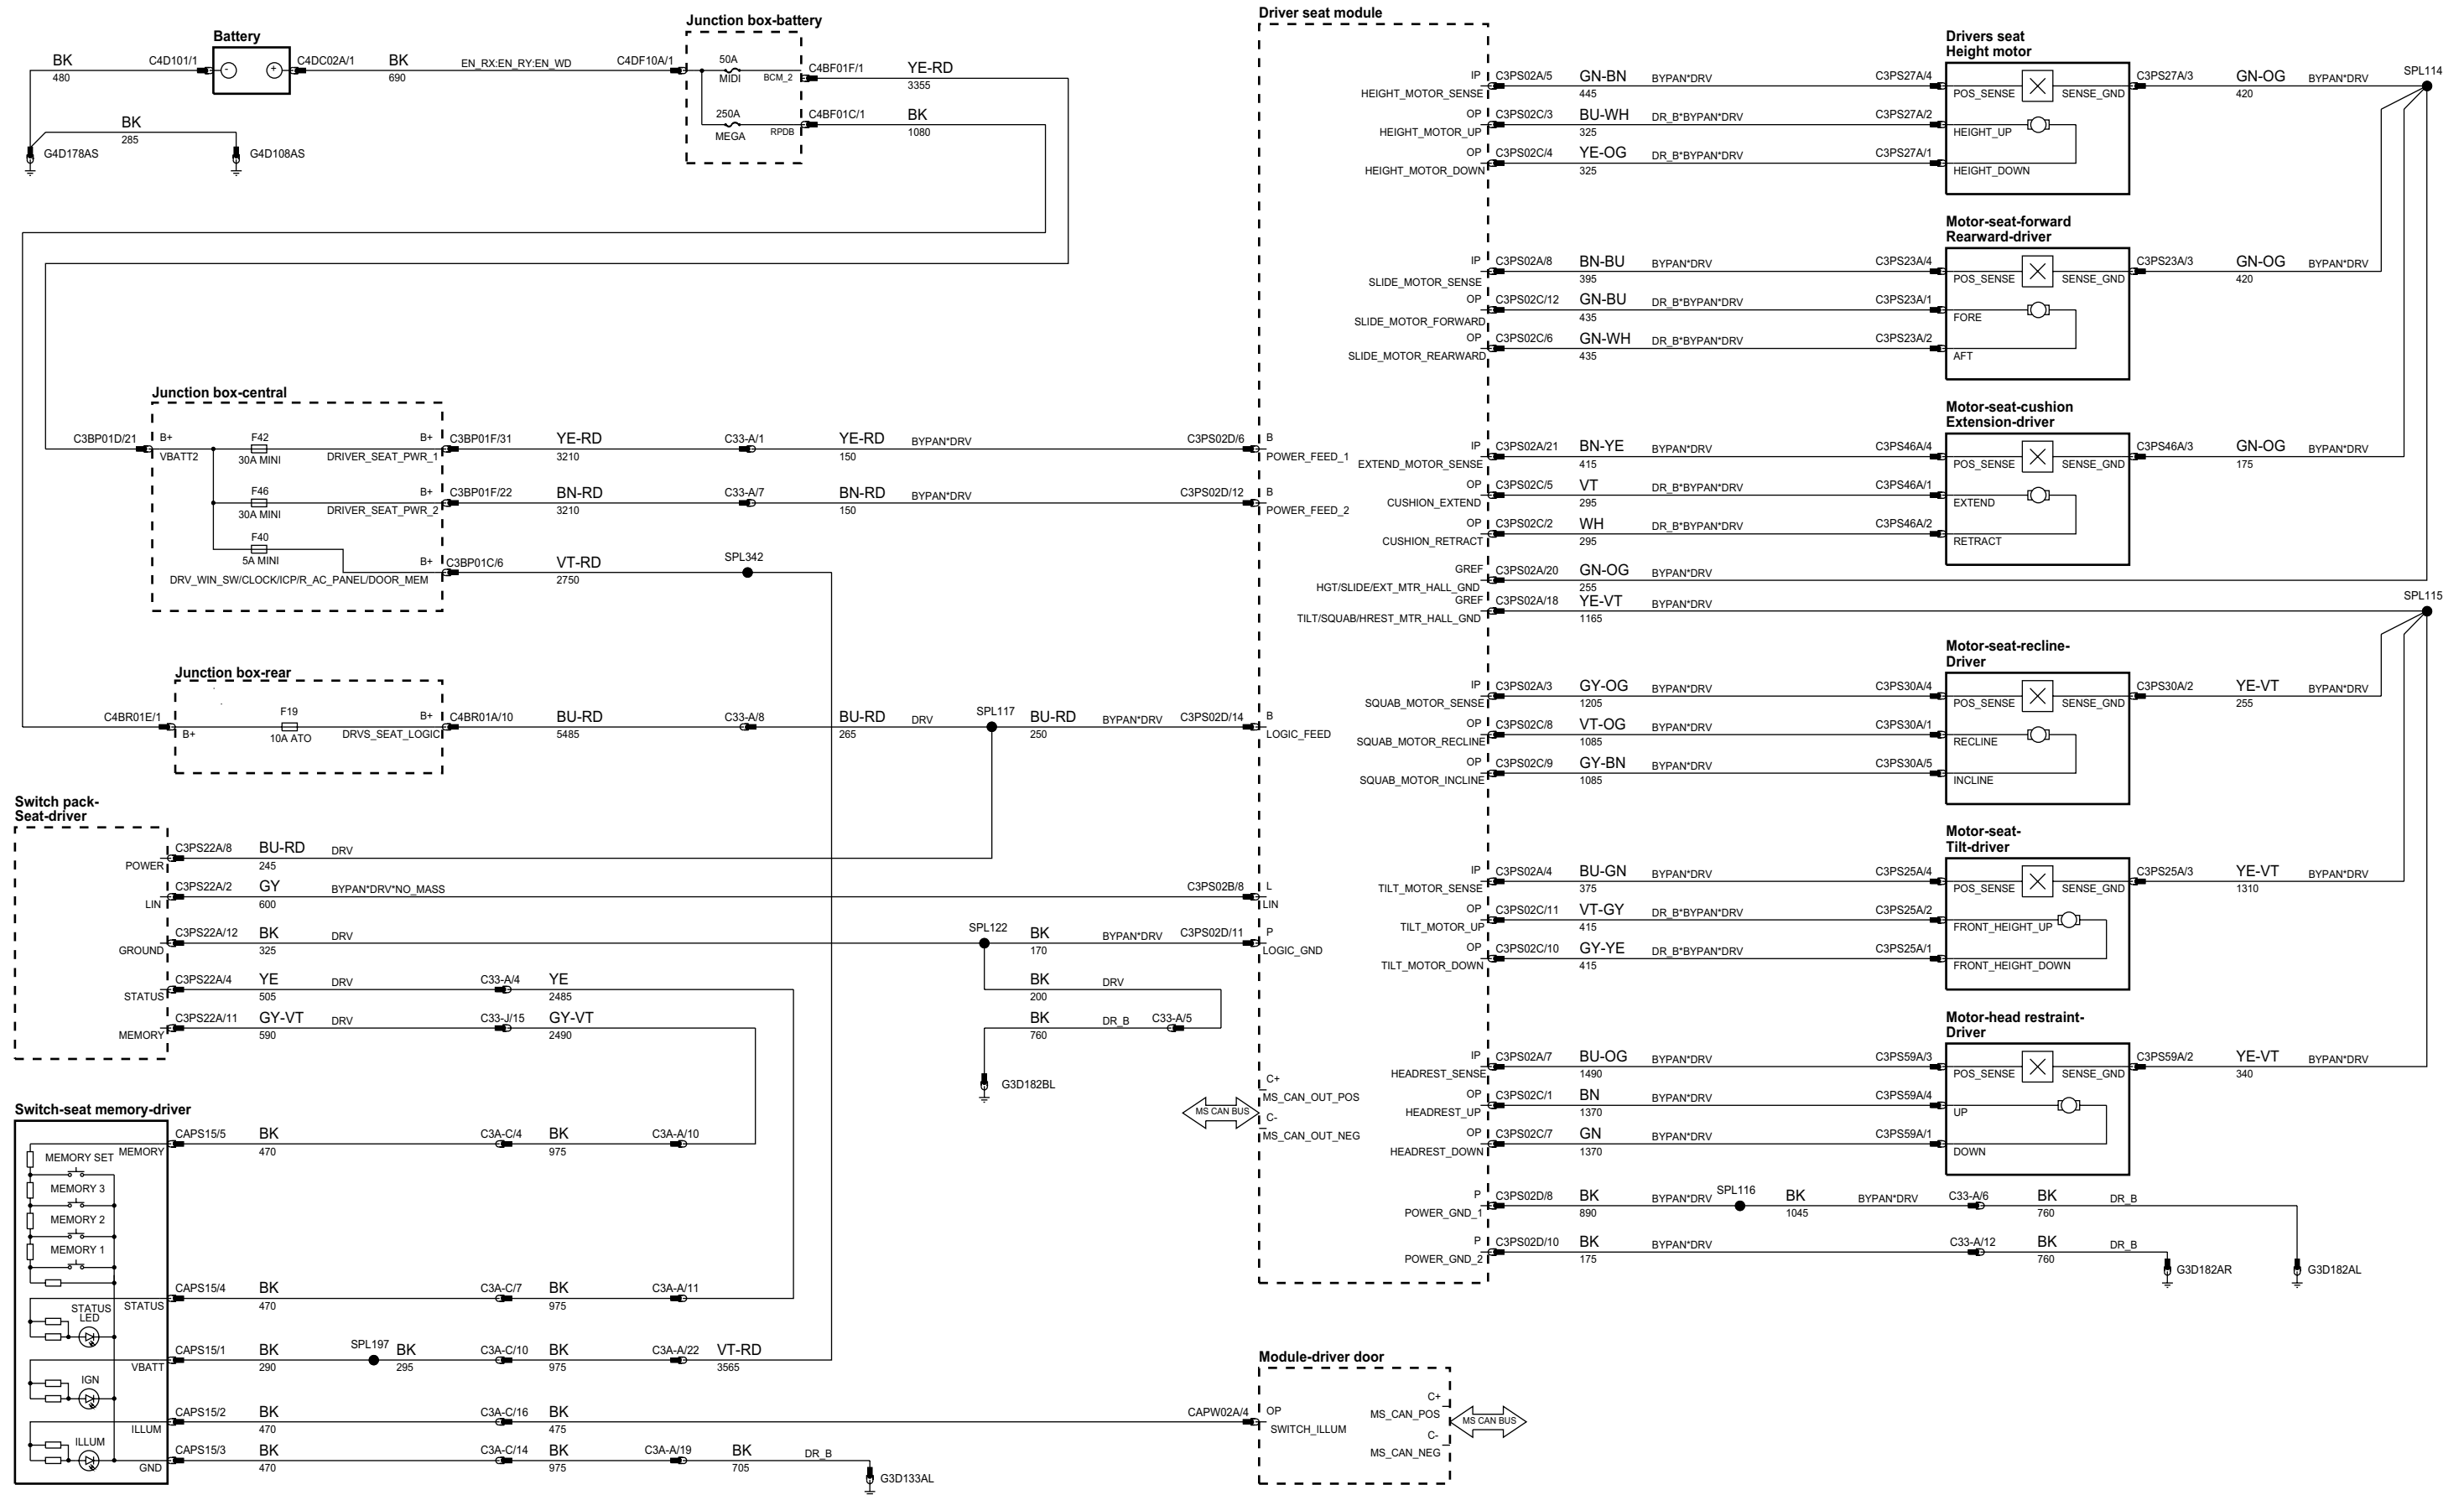 Battery
BK
480
C4D101/1
-
+
C4DC02A/1
BK
690
EN_RX:EN_RY:EN_WD
C4DF10A/1
BK
285
G4D178AS
G4D108AS
Junction box-battery
50A
MIDI
BCM_2
C4BF01F/1
YE-RD
3355
250A
MEGA
RPDB
C4BF01C/1
BK
1080
Junction box-central
C3BP01D/21
B+
VBATT2
F42
30A MINI
B+
DRIVER_SEAT_PWR_1
C3BP01F/31
YE-RD
3210
C33-A/1
YE-RD
150
BYPAN*DRV
C3PS02D/6
B
POWER_FEED_1
F46
30A MINI
B+
DRIVER_SEAT_PWR_2
C3BP01F/22
BN-RD
3210
C33-A/7
BN-RD
150
BYPAN*DRV
C3PS02D/12
B
POWER_FEED_2
F40
5A MINI
B+
DRV_WIN_SW/CLOCK/ICP/R_AC_PANEL/DOOR_MEM
C3BP01C/6
VT-RD
2750
SPL342
Junction box-rear
C4BR01E/1
B+
F19
10A ATO
B+
DRVS_SEAT_LOGIC
C4BR01A/10
BU-RD
5485
C33-A/8
BU-RD
265
DRV
SPL117
BU-RD
250
BYPAN*DRV
C3PS02D/14
B
LOGIC_FEED
Switch pack-
Seat-driver
POWER
C3PS22A/8
BU-RD
245
DRV
LIN
C3PS22A/2
GY
600
BYPAN*DRV*NO_MASS
C3PS02B/8
L
LIN
GROUND
C3PS22A/12
BK
325
DRV
SPL122
BK
170
BYPAN*DRV
C3PS02D/11
P
LOGIC_GND
STATUS
C3PS22A/4
YE
505
DRV
C33-A/4
YE
2485
BK
200
DRV
MEMORY
C3PS22A/11
GY-VT
590
DRV
C33-J/15
GY-VT
2490
BK
760
DR_B
C33-A/5
G3D182BL
Switch-seat memory-driver
MEMORY
CAPS15/5
BK
470
C3A-C/4
BK
975
C3A-A/10
MEMORY SET
MEMORY 3
MEMORY 2
MEMORY 1
STATUS
CAPS15/4
BK
470
C3A-C/7
BK
975
C3A-A/11
STATUS
LED
VBATT
CAPS15/1
BK
290
SPL197
BK
295
C3A-C/10
BK
975
C3A-A/22
VT-RD
3565
IGN
ILLUM
CAPS15/2
BK
470
C3A-C/16
BK
475
CAPW02A/4
OP
SWITCH_ILLUM
ILLUM
GND
CAPS15/3
BK
470
C3A-C/14
BK
975
C3A-A/19
BK
705
DR_B
G3D133AL
Driver seat module
IP
HEIGHT_MOTOR_SENSE
C3PS02A/5
GN-BN
445
BYPAN*DRV
C3PS27A/4
OP
HEIGHT_MOTOR_UP
C3PS02C/3
BU-WH
325
DR_B*BYPAN*DRV
C3PS27A/2
OP
HEIGHT_MOTOR_DOWN
C3PS02C/4
YE-OG
325
DR_B*BYPAN*DRV
C3PS27A/1
Drivers seat
Height motor
POS_SENSE
SENSE_GND
HEIGHT_UP
HEIGHT_DOWN
C3PS27A/3
GN-OG
420
BYPAN*DRV
SPL114
IP
SLIDE_MOTOR_SENSE
C3PS02A/8
BN-BU
395
BYPAN*DRV
C3PS23A/4
OP
SLIDE_MOTOR_FORWARD
C3PS02C/12
GN-BU
435
DR_B*BYPAN*DRV
C3PS23A/1
OP
SLIDE_MOTOR_REARWARD
C3PS02C/6
GN-WH
435
DR_B*BYPAN*DRV
C3PS23A/2
Motor-seat-forward
Rearward-driver
POS_SENSE
SENSE_GND
FORE
AFT
C3PS23A/3
GN-OG
420
BYPAN*DRV
IP
EXTEND_MOTOR_SENSE
C3PS02A/21
BN-YE
415
BYPAN*DRV
C3PS46A/4
OP
CUSHION_EXTEND
C3PS02C/5
VT
295
DR_B*BYPAN*DRV
C3PS46A/1
OP
CUSHION_RETRACT
C3PS02C/2
WH
295
DR_B*BYPAN*DRV
C3PS46A/2
Motor-seat-cushion
Extension-driver
POS_SENSE
SENSE_GND
EXTEND
RETRACT
C3PS46A/3
GN-OG
175
BYPAN*DRV
GREF
HGT/SLIDE/EXT_MTR_HALL_GND
C3PS02A/20
GN-OG
255
BYPAN*DRV
GREF
TILT/SQUAB/HREST_MTR_HALL_GND
C3PS02A/18
YE-VT
1165
BYPAN*DRV
SPL115
IP
SQUAB_MOTOR_SENSE
C3PS02A/3
GY-OG
1205
BYPAN*DRV
C3PS30A/4
OP
SQUAB_MOTOR_RECLINE
C3PS02C/8
VT-OG
1085
BYPAN*DRV
C3PS30A/1
OP
SQUAB_MOTOR_INCLINE
C3PS02C/9
GY-BN
1085
BYPAN*DRV
C3PS30A/5
Motor-seat-recline-
Driver
POS_SENSE
SENSE_GND
RECLINE
INCLINE
C3PS30A/2
YE-VT
255
BYPAN*DRV
IP
TILT_MOTOR_SENSE
C3PS02A/4
BU-GN
375
BYPAN*DRV
C3PS25A/4
OP
TILT_MOTOR_UP
C3PS02C/11
VT-GY
415
DR_B*BYPAN*DRV
C3PS25A/2
OP
TILT_MOTOR_DOWN
C3PS02C/10
GY-YE
415
DR_B*BYPAN*DRV
C3PS25A/1
Motor-seat-
Tilt-driver
POS_SENSE
SENSE_GND
FRONT_HEIGHT_UP
FRONT_HEIGHT_DOWN
C3PS25A/3
YE-VT
1310
BYPAN*DRV
IP
HEADREST_SENSE
C3PS02A/7
BU-OG
1490
BYPAN*DRV
C3PS59A/3
OP
HEADREST_UP
C3PS02C/1
BN
1370
BYPAN*DRV
C3PS59A/4
OP
HEADREST_DOWN
C3PS02C/7
GN
1370
BYPAN*DRV
C3PS59A/1
Motor-head restraint-
Driver
POS_SENSE
SENSE_GND
UP
DOWN
C3PS59A/2
YE-VT
340
BYPAN*DRV
MS CAN BUS
C+
MS_CAN_OUT_POS
C-
MS_CAN_OUT_NEG
P
POWER_GND_1
C3PS02D/8
BK
890
BYPAN*DRV
SPL116
BK
1045
BYPAN*DRV
C33-A/6
BK
760
DR_B
P
POWER_GND_2
C3PS02D/10
BK
175
BYPAN*DRV
C33-A/12
BK
760
DR_B
G3D182AR
G3D182AL
Module-driver door
C+
MS_CAN_POS
C-
MS_CAN_NEG
MS CAN BUS